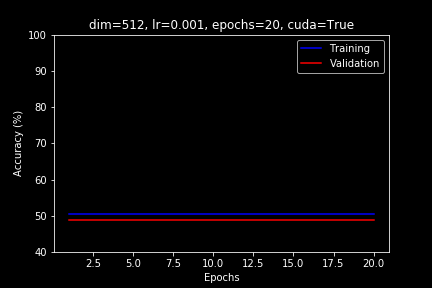 dim=512, lr=0.001, epochs=20, cuda=True
100
90
80
70
60
50
40
Accuracy (%)
Training
Validation
2.5 5.0 7.5 10.0 12.5 15.0 17.5 20.0
Epochs